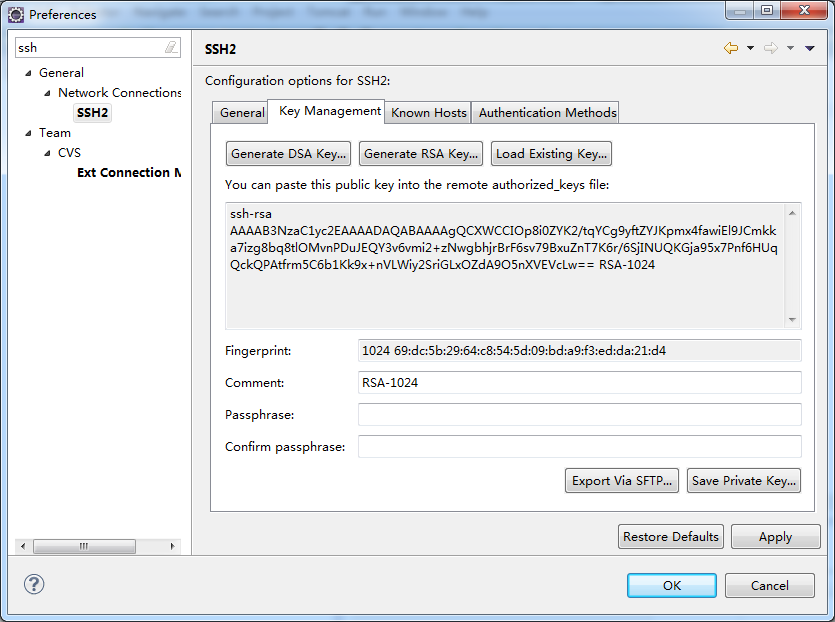 Preferences
ssh
General
Network Connections
SSH2
Team
CVS
Ext Connection M
SSH2
Configuration options for SSH2:
General Key Management Known Hosts Authentication Methods
Generate DSA Key... Generate RSA Key... Load Existing Key...
You can paste this public key into the remote authorized_keys file:
ssh-rsa
AAAAB3NzaC1yc2EAAAADAQABAAAAgQCXWCCIOp8i0ZYK2/tqYCg9yftZYJKpmx4fawiEl9JCmkk
a7izg8bq8tlOMvnPDuJEQY3v6vmi2+zNwgbhjrBrF6sv79BxuZnT7K6r/6SjINUQKGja95x7Pnf6HUq
QckQPAtfrm5C6b1Kk9x+nVLWiy2SriGLxOZdA9O5nXVEVcLw== RSA-1024
Fingerprint: 1024 69:dc:5b:29:64:c8:54:5d:09:bd:a9:f3:ed:da:21:d4
Comment: RSA-1024
Passphrase:
Confirm passphrase:
Export Via SFTP... Save Private Key...
Restore Defaults Apply
OK Cancel